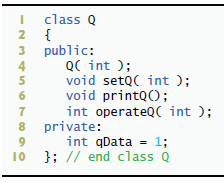 1 class Q
2 {
3 public:
4 Q( int );
5 void setQ( int );
6 void printQ();
7 int operateQ( int );
8 private:
9 int qData = 1;
10 }; // end class Q